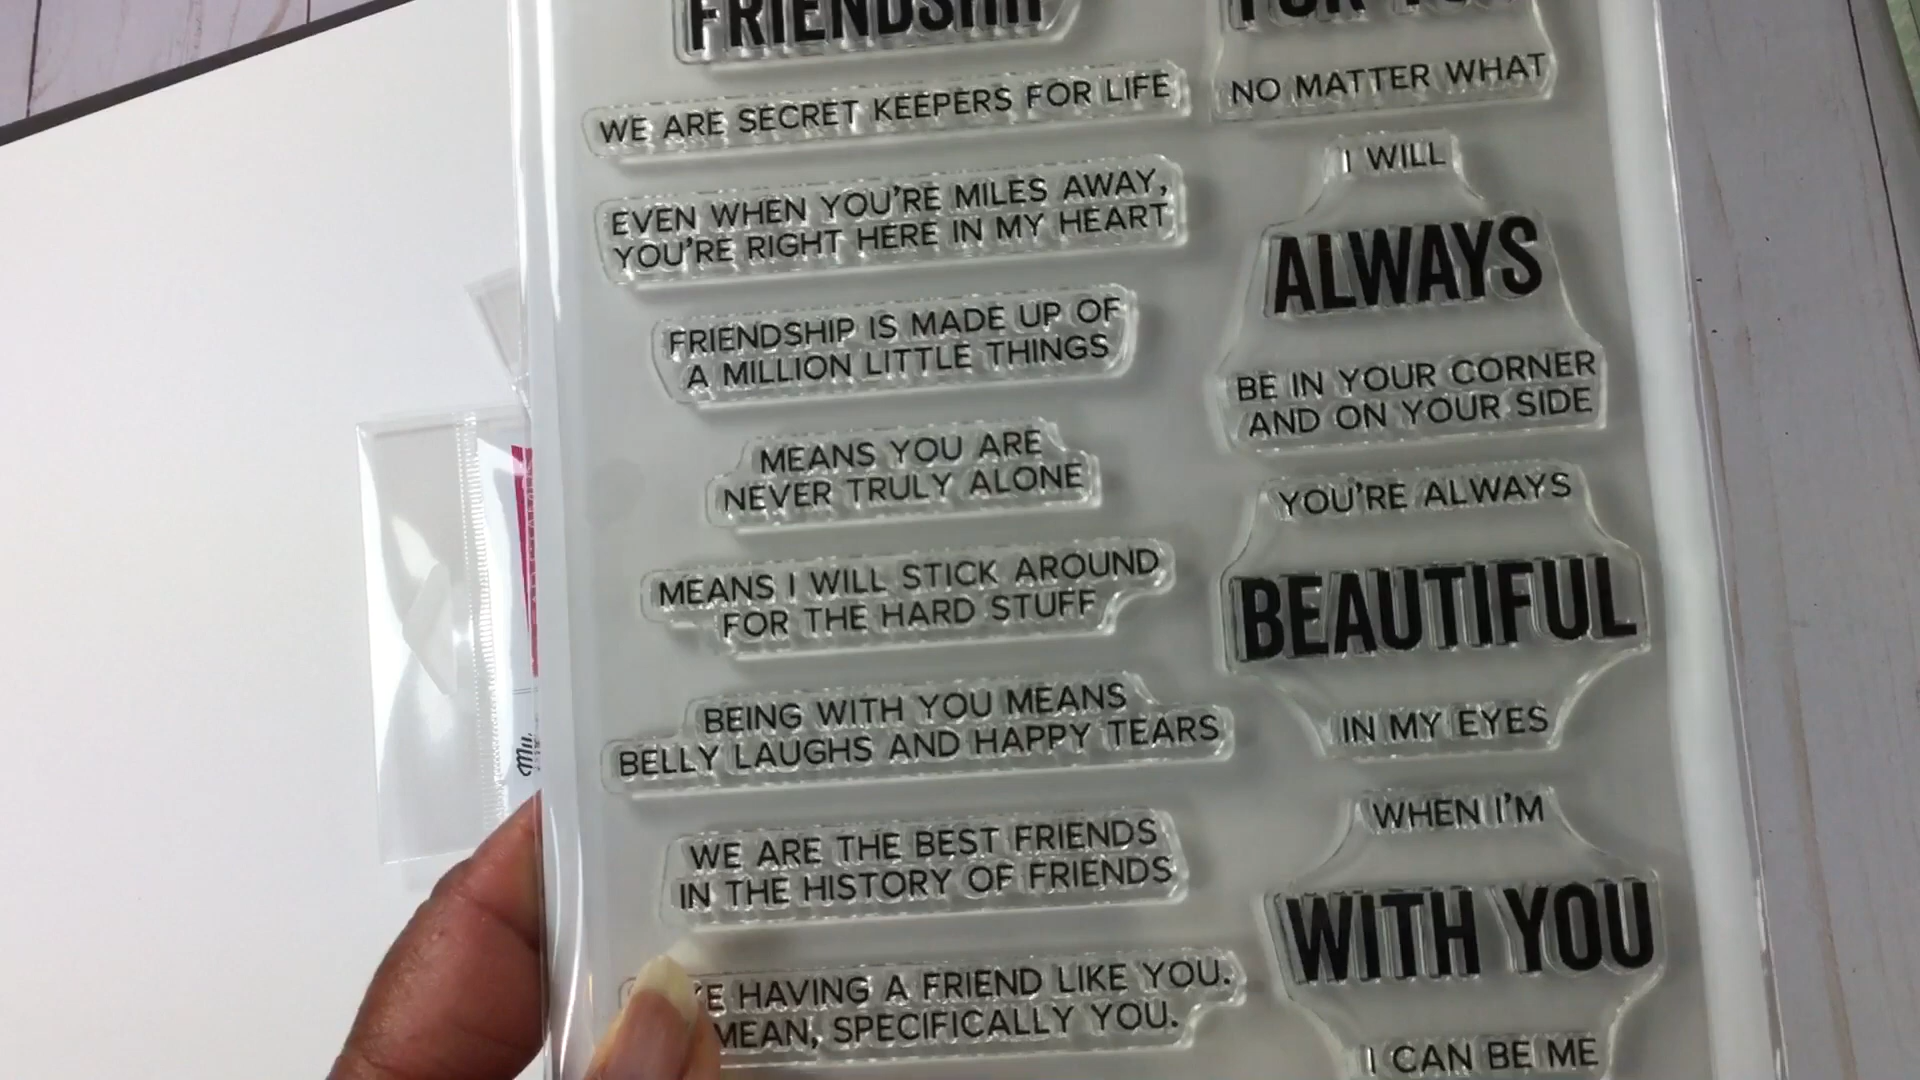 FRIENDSHIP
WE ARE SECRET KEEPERS FOR LIFE
EVEN WHEN YOU'RE MILES AWAY,
YOU'RE RIGHT HERE IN MY HEART
FRIENDSHIP IS MADE UP OF
A MILLION LITTLE THINGS
MEANS YOU ARE
NEVER TRULY ALONE
MEANS I WILL STICK AROUND
FOR THE HARD STUFF
BEING WITH YOU MEANS
BELLY LAUGHS AND HAPPY TEARS
WE ARE THE BEST FRIENDS
IN THE HISTORY OF FRIENDS
HAVING A FRIEND LIKE YOU.
MEAN, SPECIFICALLY YOU.
FOR YOU
NO MATTER WHAT
I WILL
ALWAYS
BE IN YOUR CORNER
AND ON YOUR SIDE
YOU'RE ALWAYS
BEAUTIFUL
IN MY EYES
WHEN I'M
WITH YOU
I CAN BE ME